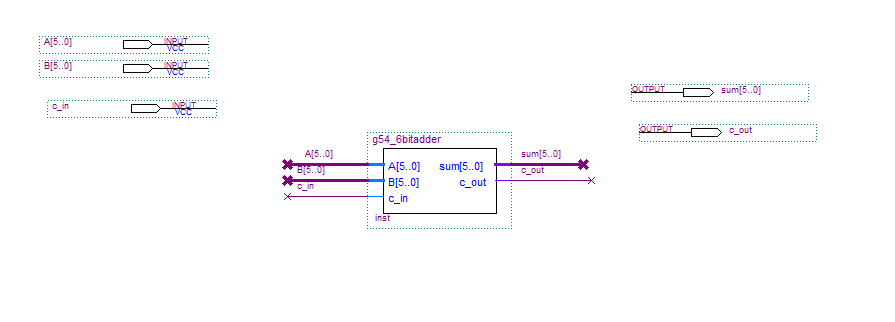 A[5..0] INPUT
VCC
B[5..0] INPUT
VCC
c_in INPUT
VCC
OUTPUT sum[5..0]
OUTPUT c_out
g54_6bitadder
A[5..0] sum[5..0]
A[5..0] sum[5..0]
B[5..0] c_out
B[5..0] c_out
c_in
c_in
inst